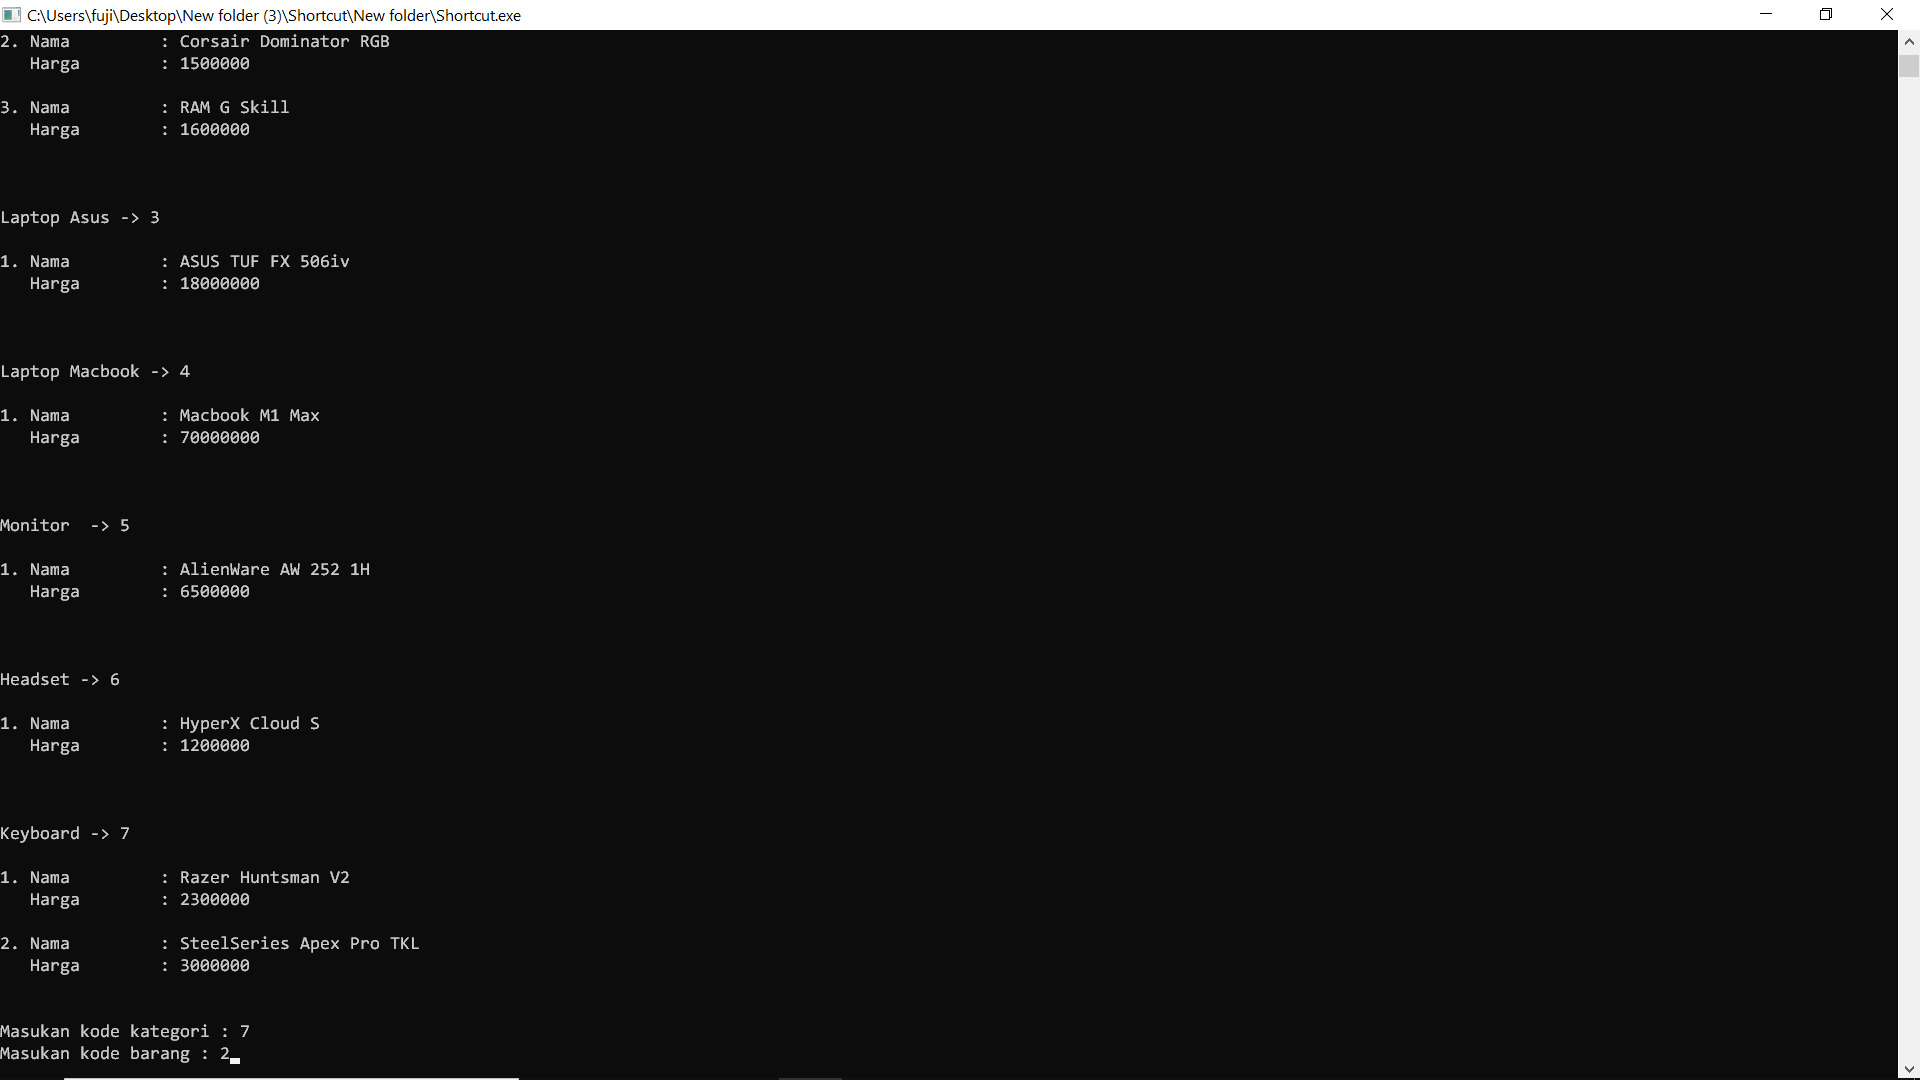 C:\Users\fuji\Desktop\New folder (3)\Shortcut\New folder\Shortcut.exe
2. Nama : Corsair Dominator RGB
Harga : 1500000
3. Nama : RAM G Skill
Harga : 1600000
Laptop Asus -> 3
1. Nama : ASUS TUF FX 506iv
Harga : 18000000
Laptop Macbook -> 4
1. Nama : Macbook M1 Max
Harga : 70000000
Monitor -> 5
1. Nama : AlienWare AW 252 1H
Harga : 6500000
Headset -> 6
1. Nama : HyperX Cloud S
Harga : 1200000
Keyboard -> 7
1. Nama : Razer Huntsman V2
Harga : 2300000
2. Nama : SteelSeries Apex Pro TKL
Harga : 3000000
Masukan kode kategori : 7
Masukan kode barang : 2